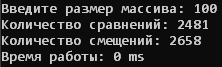 Введите размер массива: 100
Количество сравнений: 2481
Количество смещений: 2658
Время работы: 0 ms